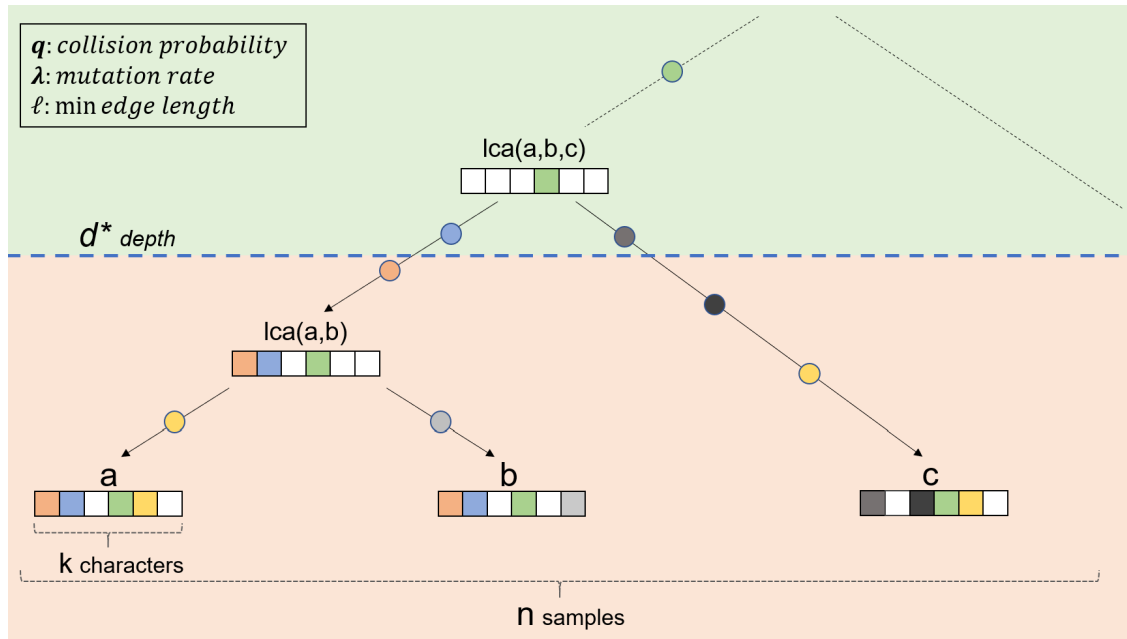 q: collision probability
λ: mutation rate
ℓ: min edge length
lca(a,b,c)
d* depth
lca(a,b)
a
b
c
k characters
n samples